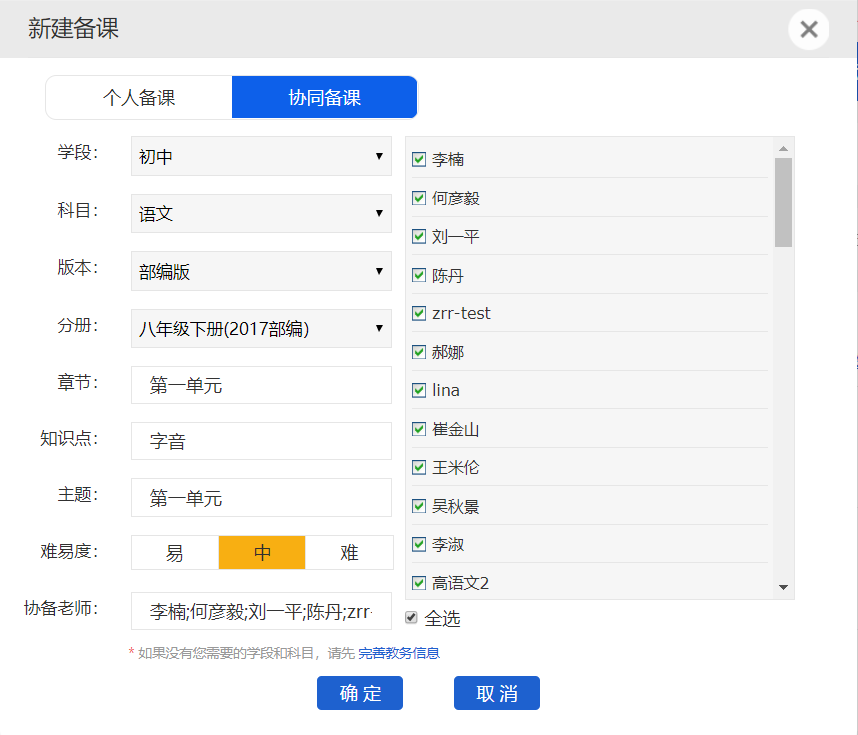 新建备课
个人备课
协同备课
学段:
初中
科目:
语文
版本:
部编版
分册:
八年级下册(2017部编)
章节:
第一单元
知识点:
字音
主题:
第一单元
难易度:
易
中
难
协备老师:
李楠;何彦毅;刘一平;陈丹;zrr-
李楠
何彦毅
刘一平
陈丹
zrr-test
郝娜
lina
崔金山
王米伦
吴秋景
李淑
高语文2
全选
* 如果没有您需要的学段和科目，请先 完善教务信息
确 定
取 消